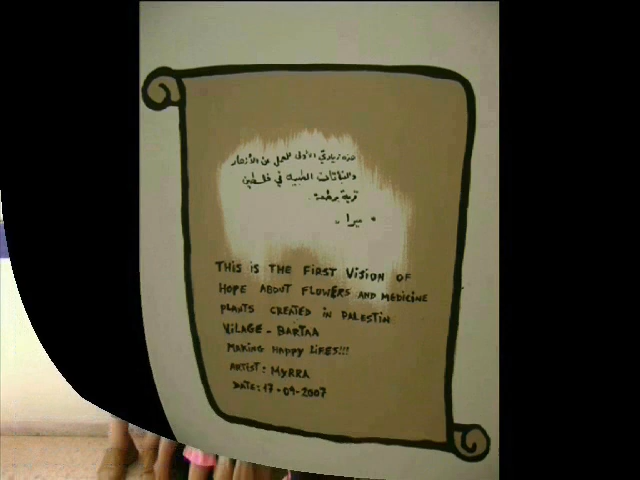 هذه زيارتي الأولى للعمل عن الأزهار
والنباتات الطبية في فلسطين
قرية برطعة
ميرا
THIS IS THE FIRST VISION OF
HOPE ABOUT FLOWERS AND MEDICINE
PLANTS CREATED IN PALESTIN
VILAGE - BARTAA
MAKING HAPPY LIFES!!!
ARTIST: MYRRA
DATE: 17-09-2007